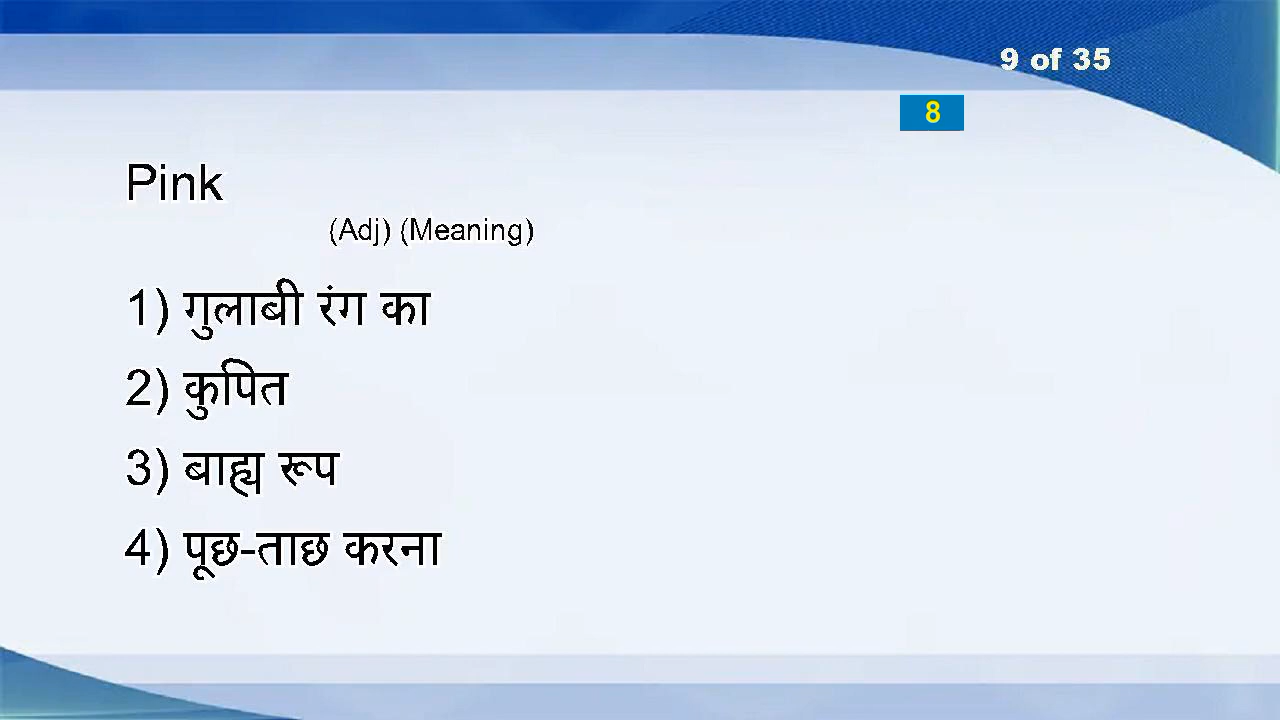 9 of 35
8
Pink
(Adj) (Meaning)
1) गुलाबी रंग का
2) कुपित
3) बाह्य रूप
4) पूछ-ताछ करना